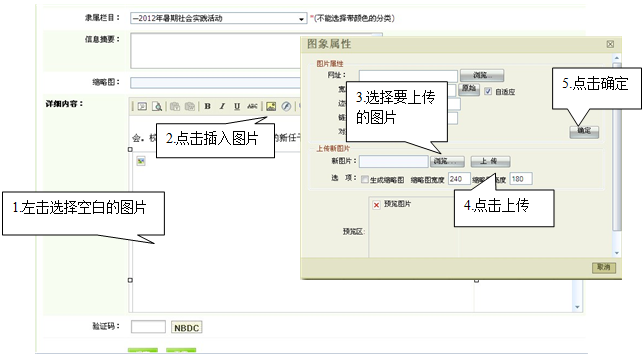 隶属栏目：
--2012年暑期社会实践活动
*(不能选择带颜色的分类)
信息摘要：
缩略图：
详细内容：
B I U ABC
会。校
的新任干
1.左击选择空白的图片
2.点击插入图片
图象属性
图片属性
网址：
浏览...
宽
原始
自适应
边
链
对
确定
3.选择要上传
的图片
5.点击确定
上传新图片
新图片：
浏览...
上 传
选 项：
生成缩略图
缩略图宽度
240
缩略
高度
180
4.点击上传
预览区：
预览图片
取消
验证码：
NBDC